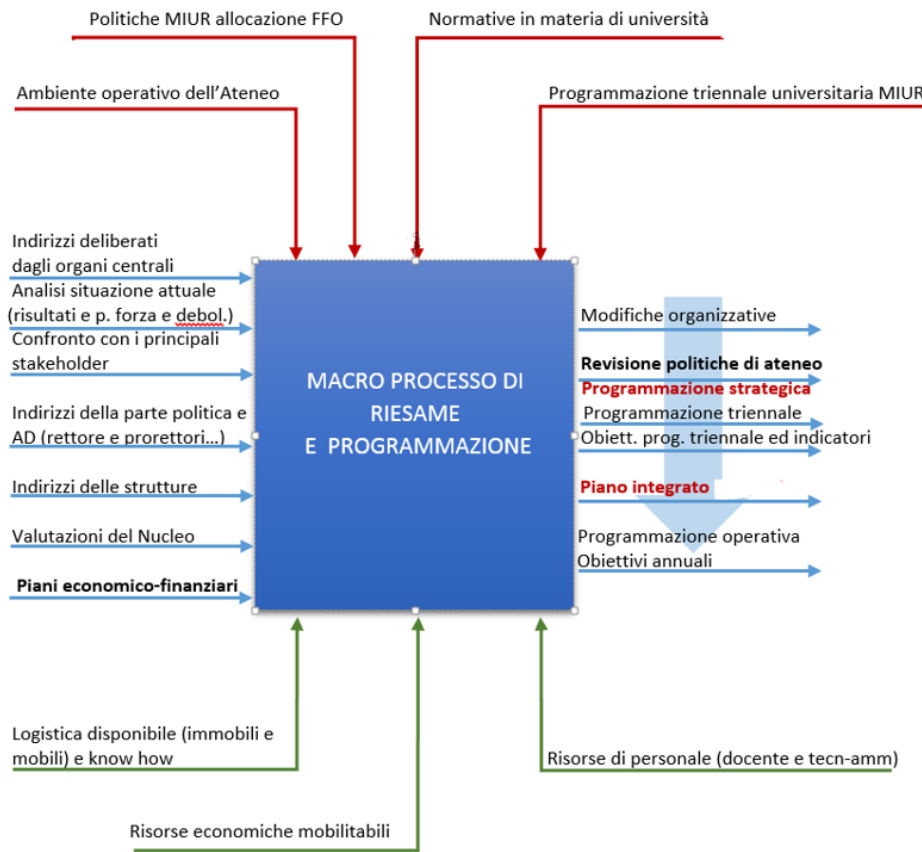 Politiche MIUR allocazione FFO
Normative in materia di università
Ambiente operativo dell'Ateneo
Programmazione triennale universitaria MIUR
Indirizzi deliberati
dagli organi centrali
Analisi situazione attuale
(risultati e p. forza e debol.)
Confronto con i principali
stakeholder
Indirizzi della parte politica e
AD (rettore e prorettori...)
Indirizzi delle strutture
Valutazioni del Nucleo
Piani economico-finanziari
MACRO PROCESSO DI
RIESAME
E PROGRAMMAZIONE
Modifiche organizzative
Revisione politiche di ateneo
Programmazione strategica
Programmazione triennale
Obiett. prog. triennale ed indicatori
Piano integrato
Programmazione operativa
Obiettivi annuali
Logistica disponibile (immobili e
mobili) e know how
Risorse di personale (docente e tecn-amm)
Risorse economiche mobilitabili